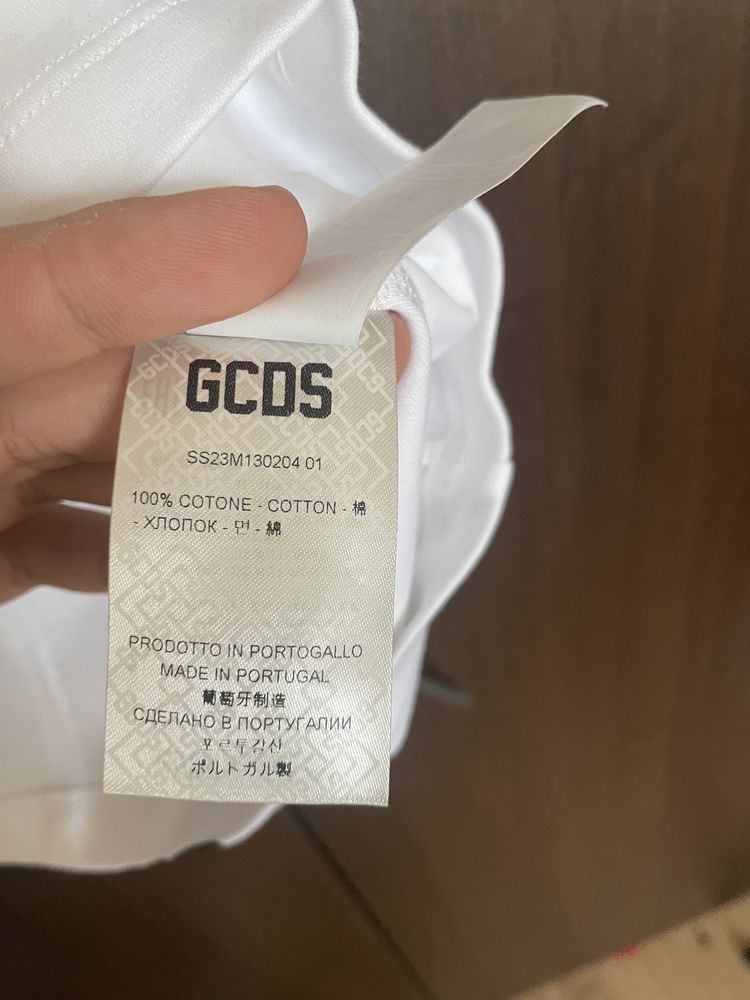 GCDS
SS23M130204 01
100% COTONE - COTTON - 棉
- ХЛОПОК - 면 - 綿
PRODOTTO IN PORTOGALLO
MADE IN PORTUGAL
葡萄牙制造
СДЕЛАНО В ПОРТУГАЛИИ
포르투갈산
ポルトガル製